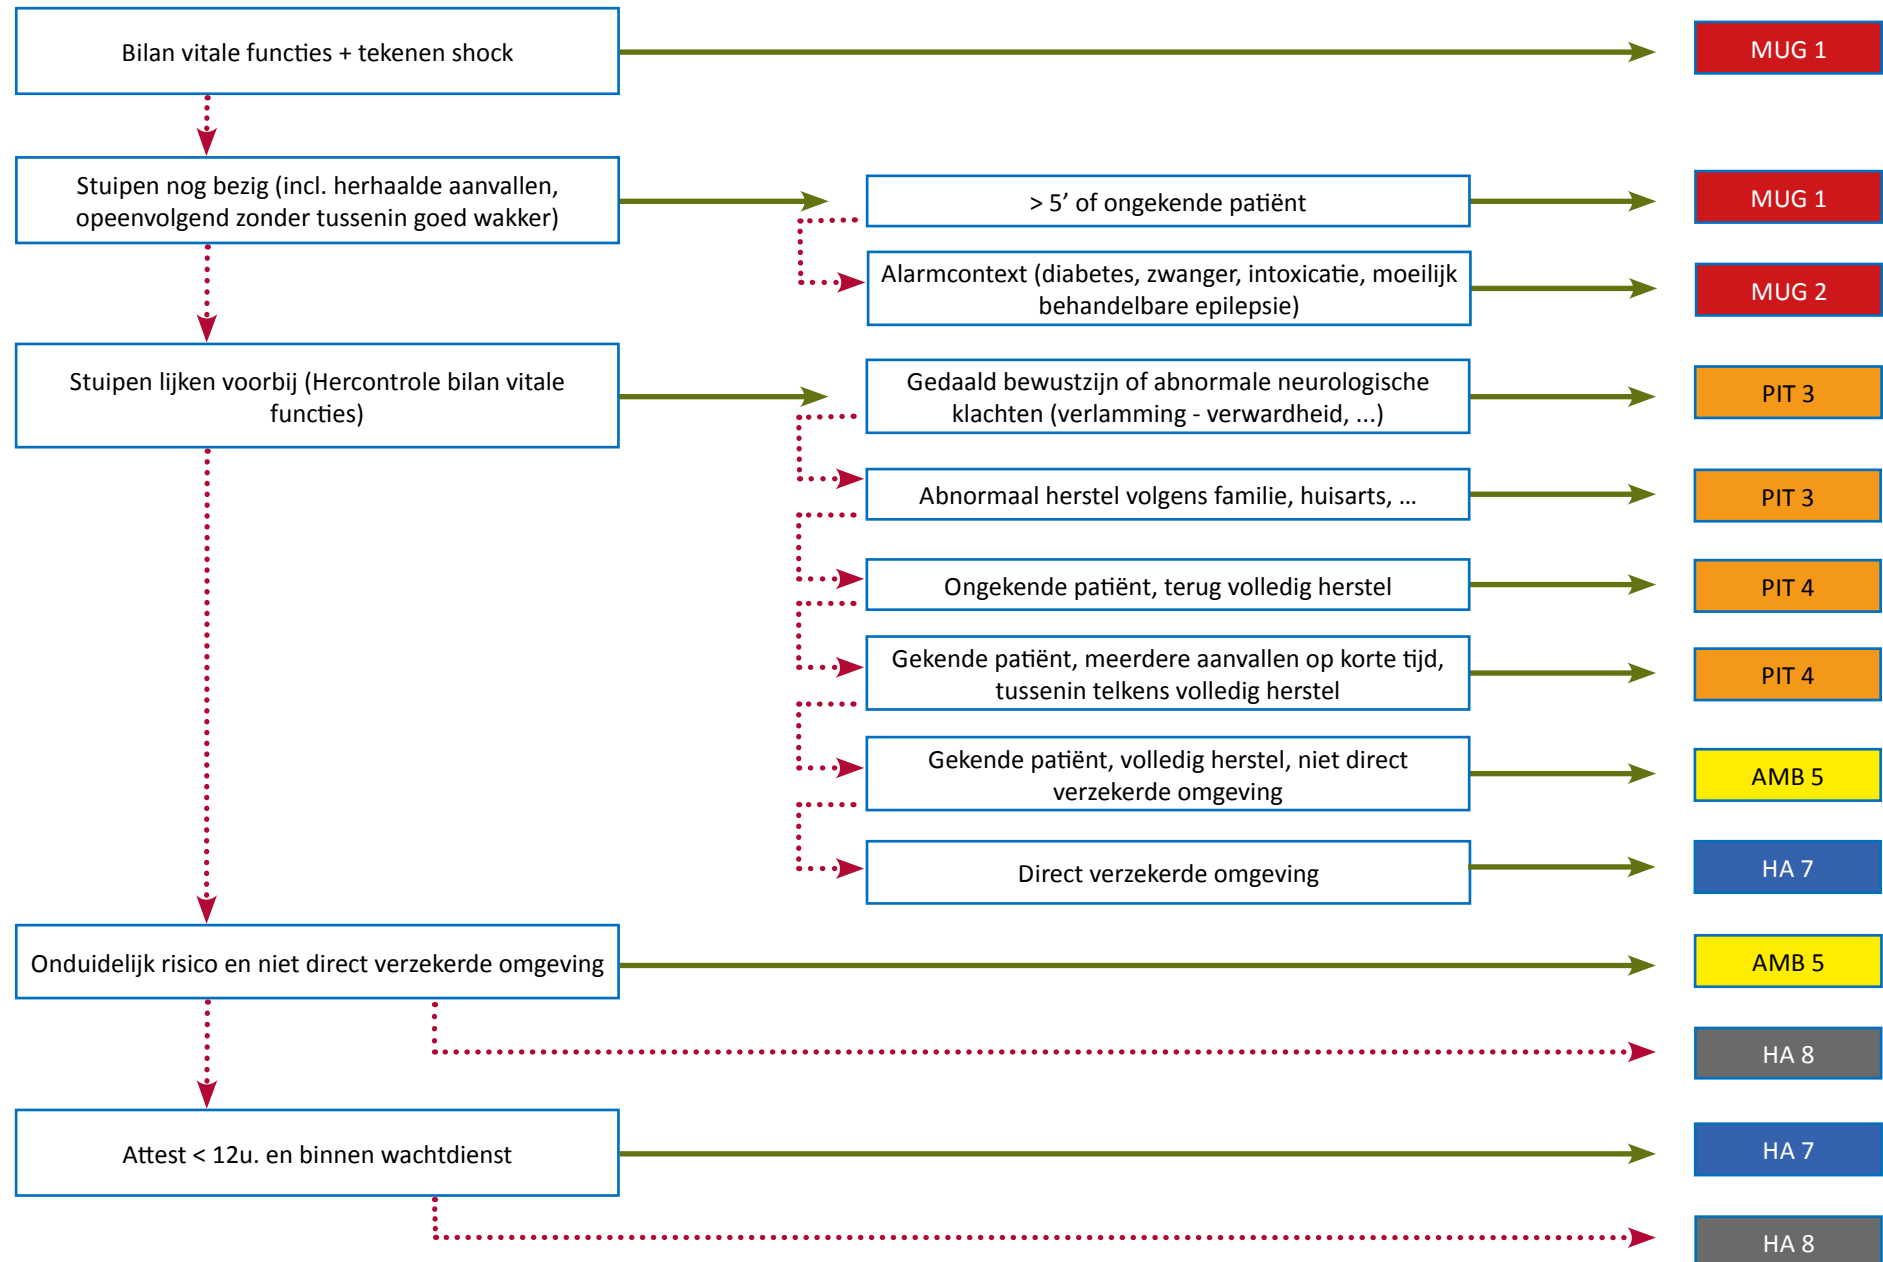 Bilan vitale functies + tekenen shock
MUG 1
Stuipen nog bezig (incl. herhaalde aanvallen,
opeenvolgend zonder tussenin goed wakker)
> 5’ of ongekende patiënt
MUG 1
Alarmcontext (diabetes, zwanger, intoxicatie, moeilijk
behandelbare epilepsie)
MUG 2
Stuipen lijken voorbij (Hercontrole bilan vitale
functies)
Gedaald bewustzijn of abnormale neurologische
klachten (verlamming - verwardheid, ...)
PIT 3
Abnormaal herstel volgens familie, huisarts, …
PIT 3
Ongekende patiënt, terug volledig herstel
PIT 4
Gekende patiënt, meerdere aanvallen op korte tijd,
tussenin telkens volledig herstel
PIT 4
Gekende patiënt, volledig herstel, niet direct
verzekerde omgeving
AMB 5
Direct verzekerde omgeving
HA 7
Onduidelijk risico en niet direct verzekerde omgeving
AMB 5
HA 8
Attest < 12u. en binnen wachtdienst
HA 7
HA 8